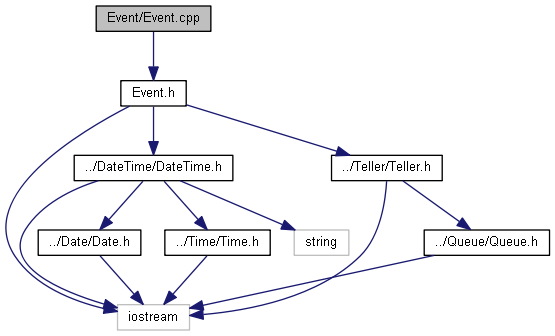 Event/Event.cpp
Event.h
../DateTime/DateTime.h
../Teller/Teller.h
../Date/Date.h
../Time/Time.h
string
../Queue/Queue.h
iostream